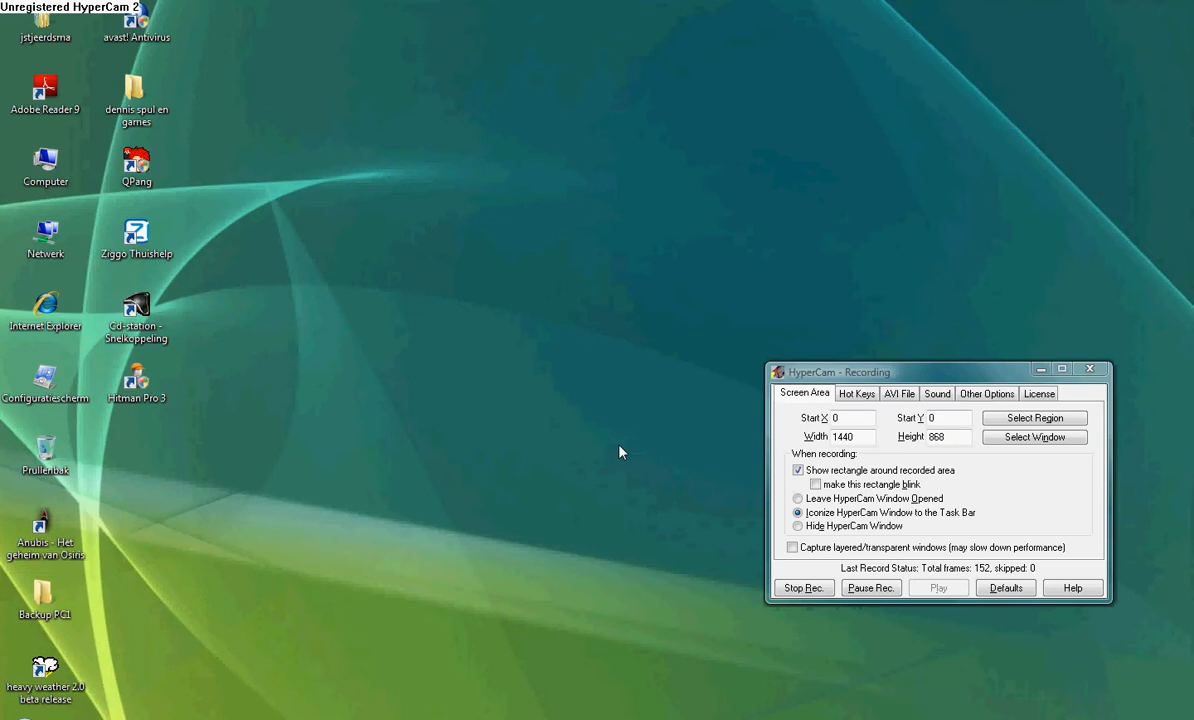 Unregistered HyperCam 2
jstjeerdsma
avast! Antivirus
Adobe Reader 9
dennis spul en
games
Computer
QPang
Netwerk
Ziggo Thuishelp
Internet Explorer
Cd-station -
Snelkoppeling
Configuratiescherm
Hitman Pro 3
Prullenbak
Anubis - Het
geheim van Osiris
Backup PC1
heavy weather 2.0
beta release
HyperCam - Recording
Screen Area
Hot Keys
AVI File
Sound
Other Options
License
Start X 0
Start Y 0
Select Region
Width 1440
Height 868
Select Window
When recording:
Show rectangle around recorded area
make this rectangle blink
Leave HyperCam Window Opened
Iconize HyperCam Window to the Task Bar
Hide HyperCam Window
Capture layered/transparent windows (may slow down performance)
Last Record Status: Total frames: 152, skipped: 0
Stop Rec.
Pause Rec.
Play
Defaults
Help